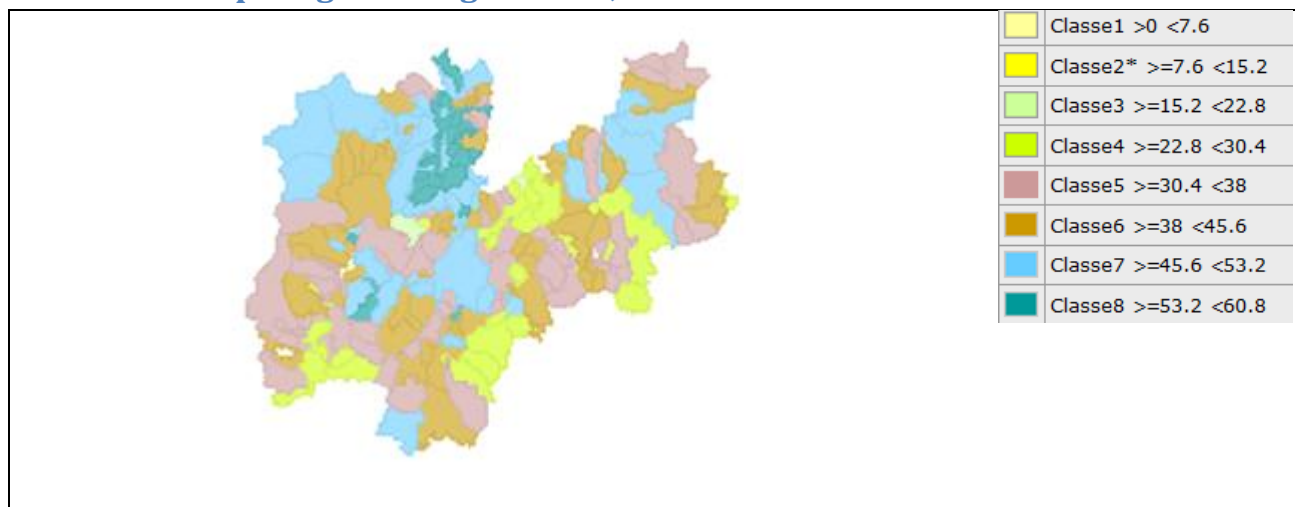 Classe1 >0 <7.6
Classe2* >=7.6 <15.2
Classe3 >=15.2 <22.8
Classe4 >=22.8 <30.4
Classe5 >=30.4 <38
Classe6 >=38 <45.6
Classe7 >=45.6 <53.2
Classe8 >=53.2 <60.8